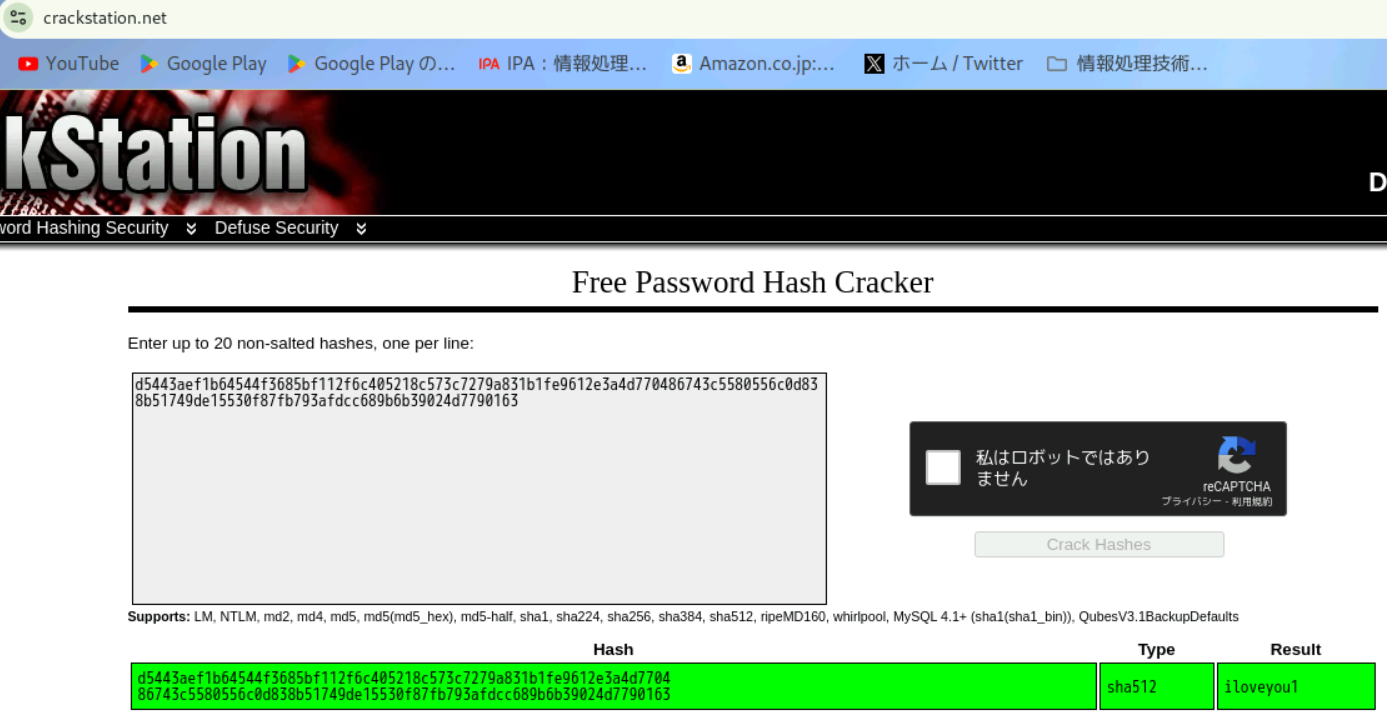 crackstation.net
YouTube Google Play Google Play の... IPA IPA：情報処理... Amazon.co.jp:... ホーム / Twitter 情報処理技術...
kStation
D
word Hashing Security Defuse Security
Free Password Hash Cracker
Enter up to 20 non-salted hashes, one per line:
d5443aef1b64544f3685bf112f6c405218c573c7279a831b1fe9612e3a4d770486743c5580556c0d83
8b51749de15530f87fb793afdcc689b6b39024d7790163
私はロボットではあり
ません
reCAPTCHA
プライバシー - 利用規約
Crack Hashes
Supports: LM, NTLM, md2, md4, md5, md5(md5_hex), md5-half, sha1, sha224, sha256, sha384, sha512, ripeMD160, whirlpool, MySQL 4.1+ (sha1(sha1_bin)), QubesV3.1BackupDefaults
Hash Type Result
d5443aef1b64544f3685bf112f6c405218c573c7279a831b1fe9612e3a4d7704
86743c5580556c0d838b51749de15530f87fb793afdcc689b6b39024d7790163
sha512 iloveyou1